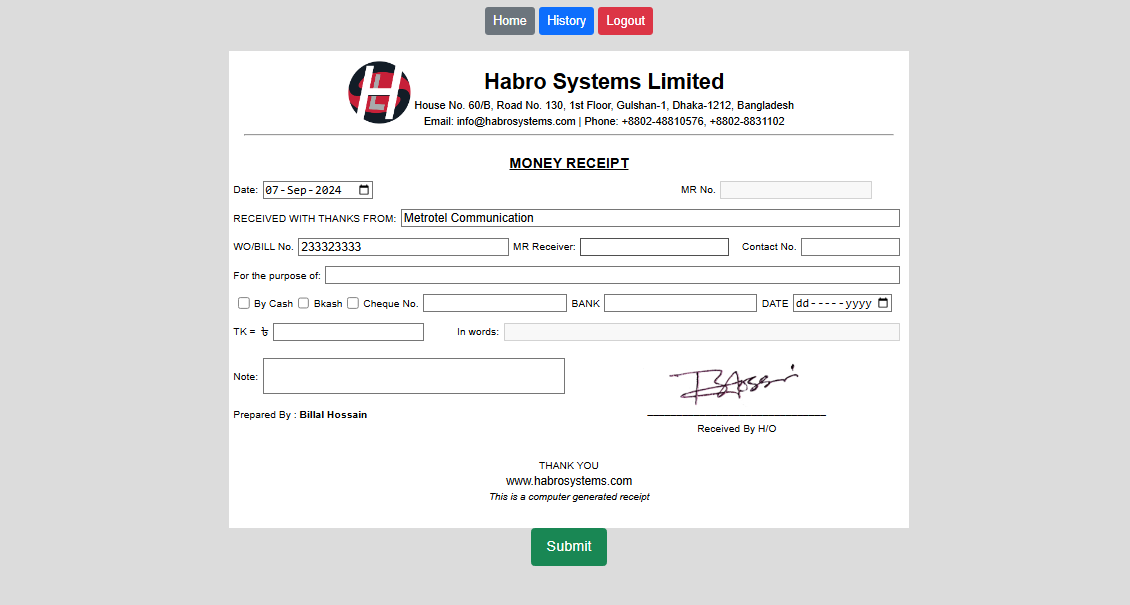 Home History Logout
Habro Systems Limited
House No. 60/B, Road No. 130, 1st Floor, Gulshan-1, Dhaka-1212, Bangladesh
Email: info@habrosystems.com | Phone: +8802-48810576, +8802-8831102
MONEY RECEIPT
Date: 07-Sep-2024 MR No.
RECEIVED WITH THANKS FROM: Metrotel Communication
WO/BILL No. 233323333 MR Receiver: Contact No.
For the purpose of:
By Cash Bkash Cheque No. BANK DATE dd-----yyyy
TK = ৳ In words:
Note:
Prepared By : Billal Hossain
Received By H/O
THANK YOU
www.habrosystems.com
This is a computer generated receipt
Submit